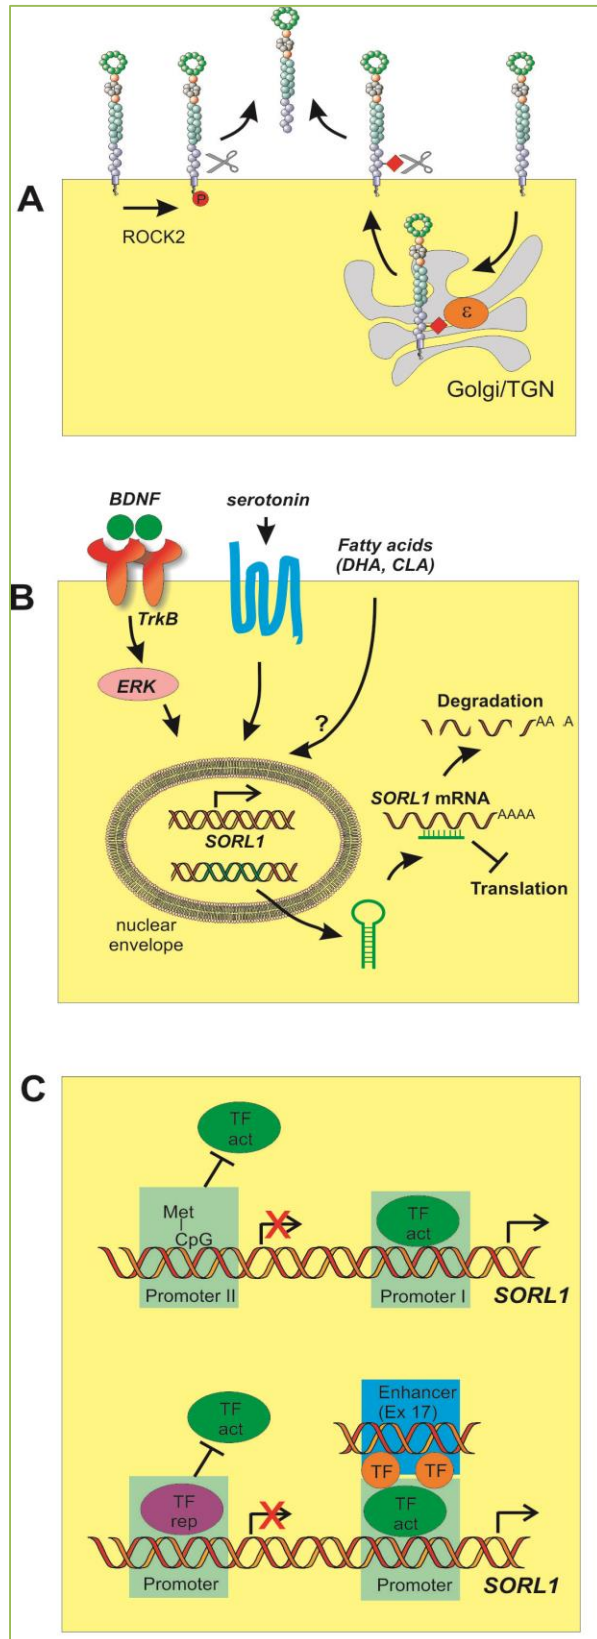 A
P
ROCK2
ε
Golgi/TGN
B
BDNF
serotonin
Fatty acids
(DHA, CLA)
TrkB
ERK
?
Degradation
AA .A
SORL1 mRNA
AAAA
SORL1
Translation
nuclear
envelope
C
TF
act
Met
CpG
X
TF
act
Promoter II
Promoter I
SORL1
TF
act
Enhancer
(Ex 17)
TF
TF
TF
rep
X
TF
act
Promoter
Promoter
SORL1